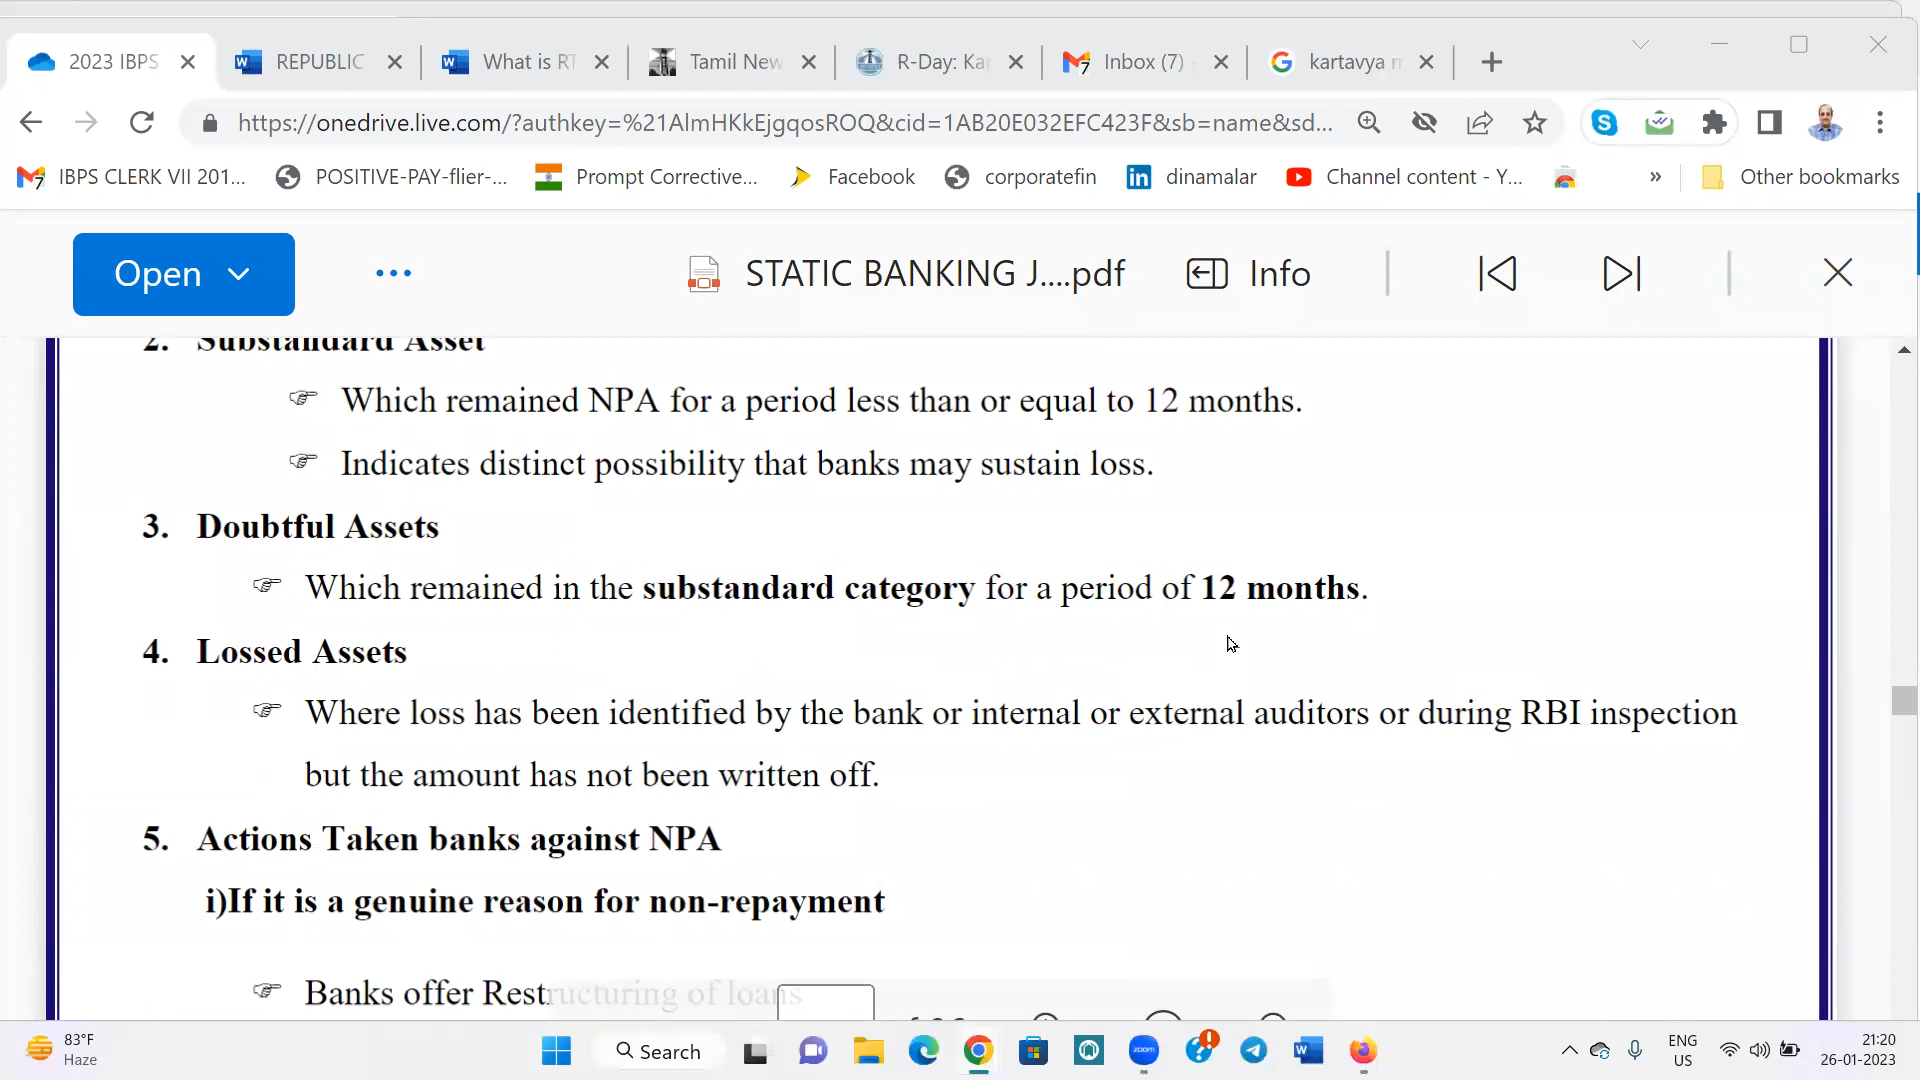 2023 IBPS
REPUBLIC
What is RT
Tamil New
R-Day: Ka
Inbox (7)
kartavya
https://onedrive.live.com/?authkey=%21AlmHKkEjgqosROQ&cid=1AB20E032EFC423F&sb=name&sd...
IBPS CLERK VII 201...
POSITIVE-PAY-flier-...
Prompt Corrective...
Facebook
corporatefin
dinamalar
Channel content - Y...
»
Other bookmarks
Open
STATIC BANKING J....pdf
Info
2. Substandard Asset
Which remained NPA for a period less than or equal to 12 months.
Indicates distinct possibility that banks may sustain loss.
3. Doubtful Assets
Which remained in the substandard category for a period of 12 months.
4. Lossed Assets
Where loss has been identified by the bank or internal or external auditors or during RBI inspection
but the amount has not been written off.
5. Actions Taken banks against NPA
i)If it is a genuine reason for non-repayment
Banks offer Restructuring of loans
83°F
Haze
Search
zoom
ENG
US
21:20
26-01-2023